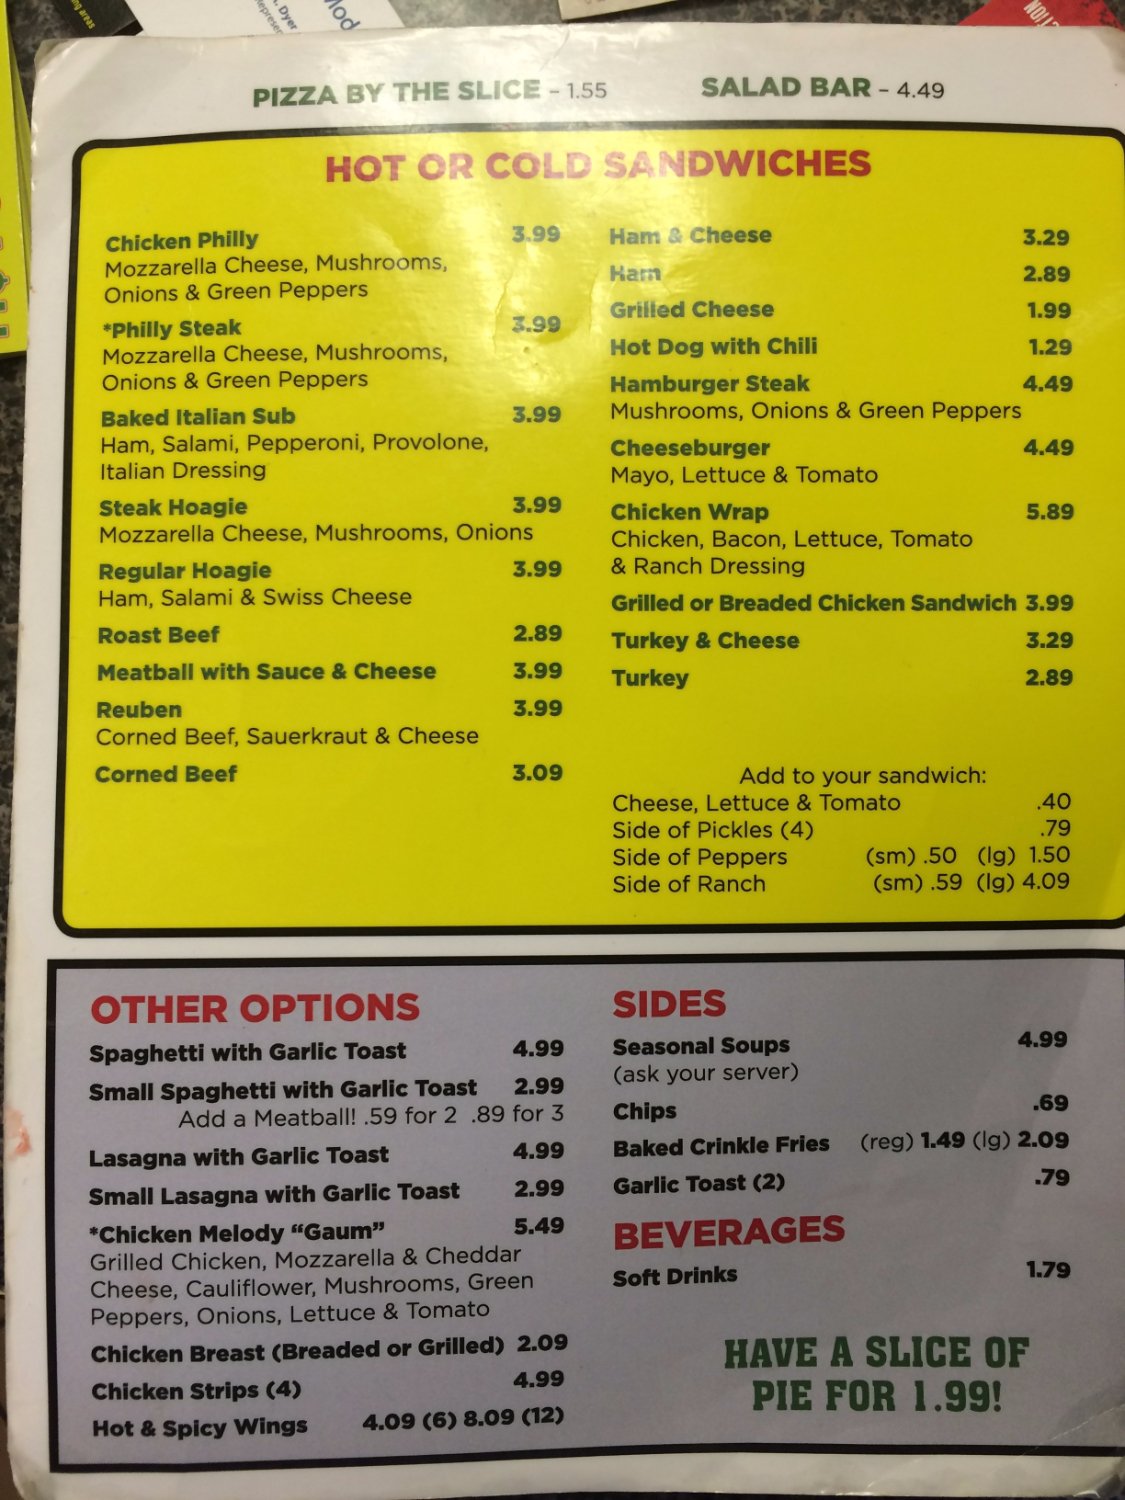 ng areas
, Dyer
Represen
Mod
PIZZA BY THE SLICE – 1.55
SALAD BAR – 4.49
HOT OR COLD SANDWICHES
Chicken Philly 3.99
Mozzarella Cheese, Mushrooms,
Onions & Green Peppers
*Philly Steak 3.99
Mozzarella Cheese, Mushrooms,
Onions & Green Peppers
Baked Italian Sub 3.99
Ham, Salami, Pepperoni, Provolone,
Italian Dressing
Steak Hoagie 3.99
Mozzarella Cheese, Mushrooms, Onions
Regular Hoagie 3.99
Ham, Salami & Swiss Cheese
Roast Beef 2.89
Meatball with Sauce & Cheese 3.99
Reuben 3.99
Corned Beef, Sauerkraut & Cheese
Corned Beef 3.09
Ham & Cheese 3.29
Ham 2.89
Grilled Cheese 1.99
Hot Dog with Chili 1.29
Hamburger Steak 4.49
Mushrooms, Onions & Green Peppers
Cheeseburger 4.49
Mayo, Lettuce & Tomato
Chicken Wrap 5.89
Chicken, Bacon, Lettuce, Tomato
& Ranch Dressing
Grilled or Breaded Chicken Sandwich 3.99
Turkey & Cheese 3.29
Turkey 2.89
Add to your sandwich:
Cheese, Lettuce & Tomato .40
Side of Pickles (4) .79
Side of Peppers (sm) .50 (lg) 1.50
Side of Ranch (sm) .59 (lg) 4.09
OTHER OPTIONS
Spaghetti with Garlic Toast 4.99
Small Spaghetti with Garlic Toast 2.99
Add a Meatball! .59 for 2 .89 for 3
Lasagna with Garlic Toast 4.99
Small Lasagna with Garlic Toast 2.99
*Chicken Melody “Gaum” 5.49
Grilled Chicken, Mozzarella & Cheddar
Cheese, Cauliflower, Mushrooms, Green
Peppers, Onions, Lettuce & Tomato
Chicken Breast (Breaded or Grilled) 2.09
Chicken Strips (4) 4.99
Hot & Spicy Wings 4.09 (6) 8.09 (12)
SIDES
Seasonal Soups 4.99
(ask your server)
Chips .69
Baked Crinkle Fries (reg) 1.49 (lg) 2.09
Garlic Toast (2) .79
BEVERAGES
Soft Drinks 1.79
HAVE A SLICE OF
PIE FOR 1.99!